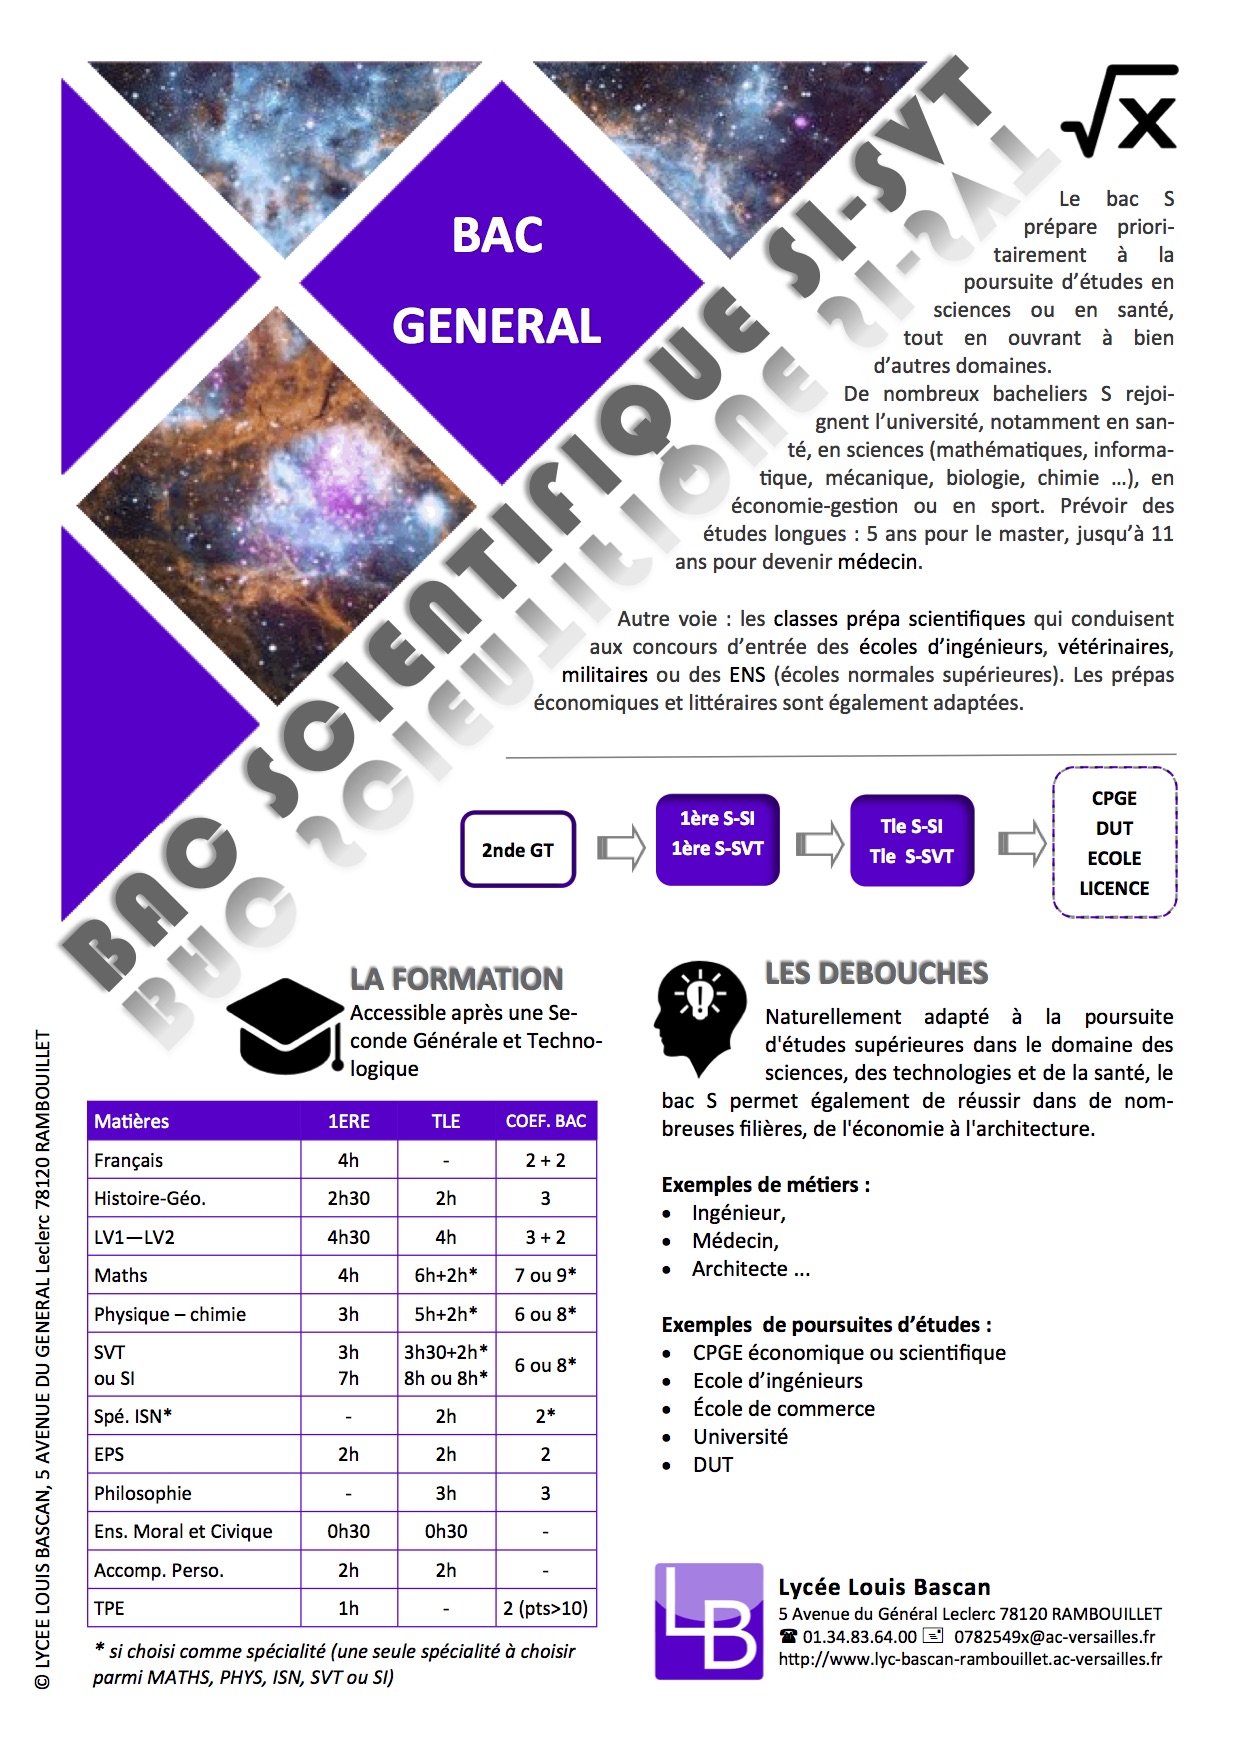 BAC
GENERAL
BAC SCIENTIFIQUE SI-SVT
√x
Le bac S
prépare priori-
tairement à la
poursuite d’études en
sciences ou en santé,
tout en ouvrant à bien
d’autres domaines.
De nombreux bacheliers S rejoi-
gnent l’université, notamment en san-
té, en sciences (mathématiques, informa-
tique, mécanique, biologie, chimie …), en
économie-gestion ou en sport. Prévoir des
études longues : 5 ans pour le master, jusqu’à 11
ans pour devenir médecin.
Autre voie : les classes prépa scientifiques qui conduisent
aux concours d’entrée des écoles d’ingénieurs, vétérinaires,
militaires ou des ENS (écoles normales supérieures). Les prépas
économiques et littéraires sont également adaptées.
2nde GT
1ère S-SI
1ère S-SVT
Tle S-SI
Tle S-SVT
CPGE
DUT
ECOLE
LICENCE
LA FORMATION
Accessible après une Se-
conde Générale et Techno-
logique
Matières 1ERE TLE COEF. BAC
Français 4h - 2 + 2
Histoire-Géo. 2h30 2h 3
LV1—LV2 4h30 4h 3 + 2
Maths 4h 6h+2h* 7 ou 9*
Physique – chimie 3h 5h+2h* 6 ou 8*
SVT 3h 3h30+2h*
ou SI 7h 8h ou 8h* 6 ou 8*
Spé. ISN* - 2h 2*
EPS 2h 2h 2
Philosophie - 3h 3
Ens. Moral et Civique 0h30 0h30 -
Accomp. Perso. 2h 2h -
TPE 1h - 2 (pts>10)
* si choisi comme spécialité (une seule spécialité à choisir
parmi MATHS, PHYS, ISN, SVT ou SI)
LES DEBOUCHES
Naturellement adapté à la poursuite
d'études supérieures dans le domaine des
sciences, des technologies et de la santé, le
bac S permet également de réussir dans de nom-
breuses filières, de l'économie à l'architecture.
Exemples de métiers :
• Ingénieur,
• Médecin,
• Architecte ...
Exemples de poursuites d’études :
• CPGE économique ou scientifique
• Ecole d’ingénieurs
• École de commerce
• Université
• DUT
LB
Lycée Louis Bascan
5 Avenue du Général Leclerc 78120 RAMBOUILLET
☎ 01.34.83.64.00 0782549x@ac-versailles.fr
http://www.lyc-bascan-rambouillet.ac-versailles.fr
© LYCEE LOUIS BASCAN, 5 AVENUE DU GENERAL Leclerc 78120 RAMBOUILLET